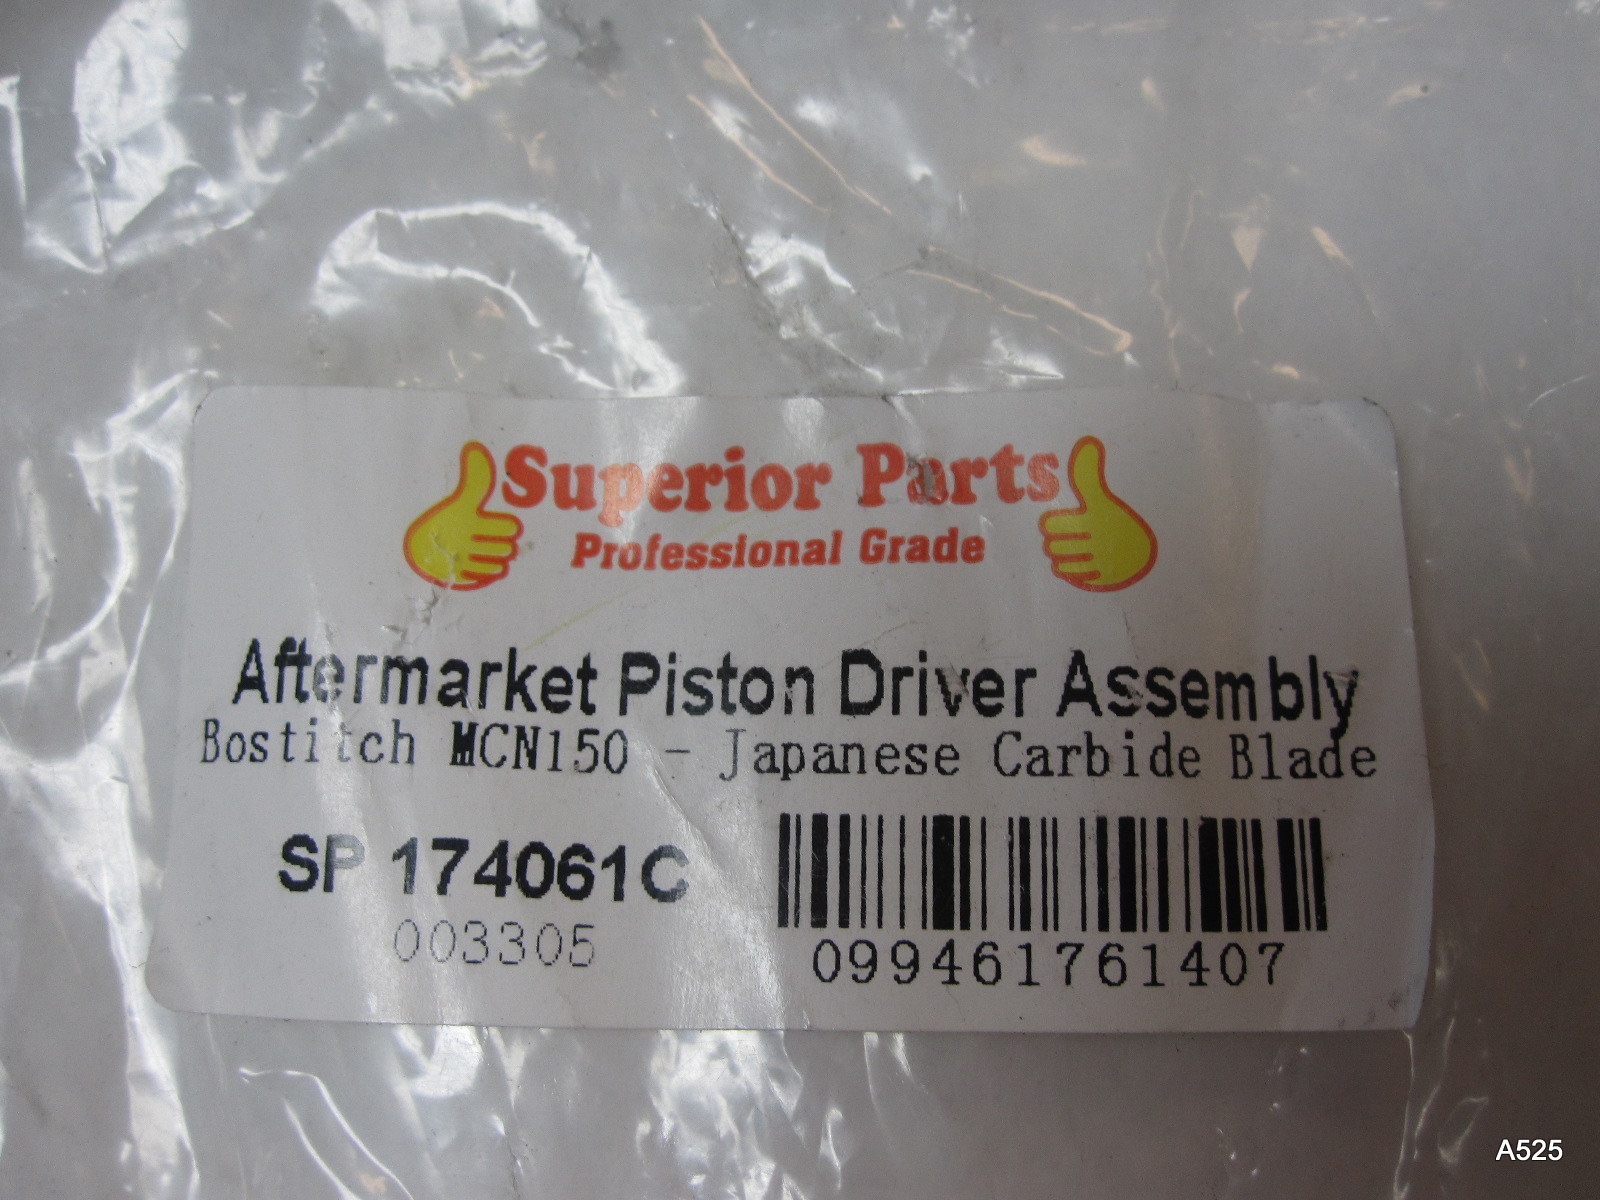 Superior Parts
Professional Grade
Aftermarket Piston Driver Assembly
Bostitch MCN150 - Japanese Carbide Blade
SP 174061C
003305
099461761407
A525